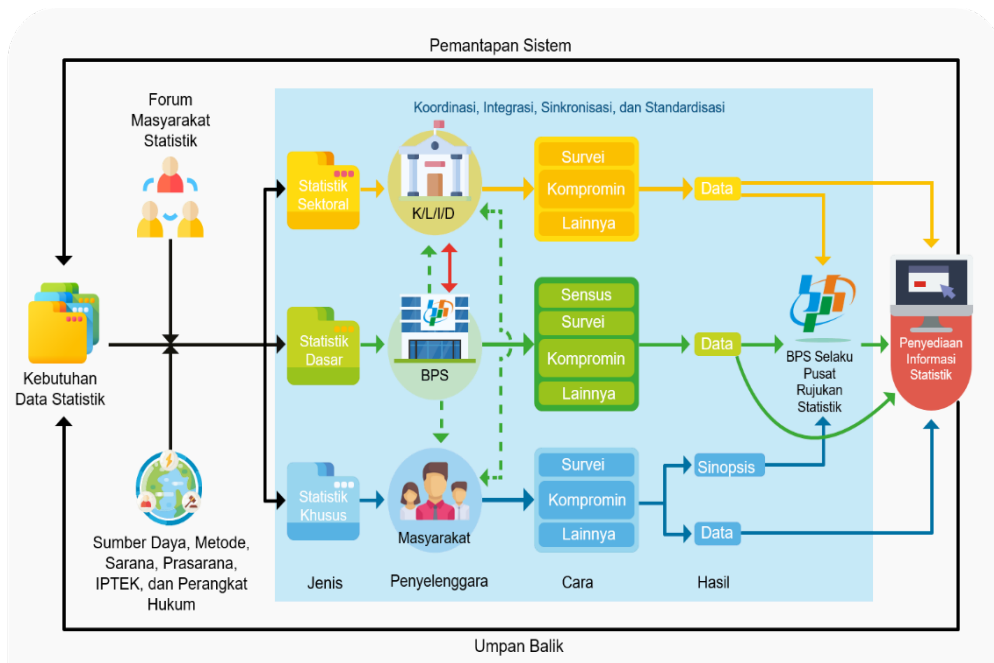 Pemantapan Sistem
Forum
Masyarakat
Statistik
Koordinasi, Integrasi, Sinkronisasi, dan Standardisasi
Statistik
Sektoral
K/L/I/D
Survei
Kompromin
Lainnya
Data
Kebutuhan
Data Statistik
Statistik
Dasar
BPS
Sensus
Survei
Kompromin
Lainnya
Data
BPS Selaku
Pusat
Rujukan
Statistik
Penyediaan
Informasi
Statistik
Statistik
Khusus
Masyarakat
Survei
Kompromin
Lainnya
Sinopsis
Data
Sumber Daya, Metode,
Sarana, Prasarana,
IPTEK, dan Perangkat
Hukum
Jenis
Penyelenggara
Cara
Hasil
Umpan Balik